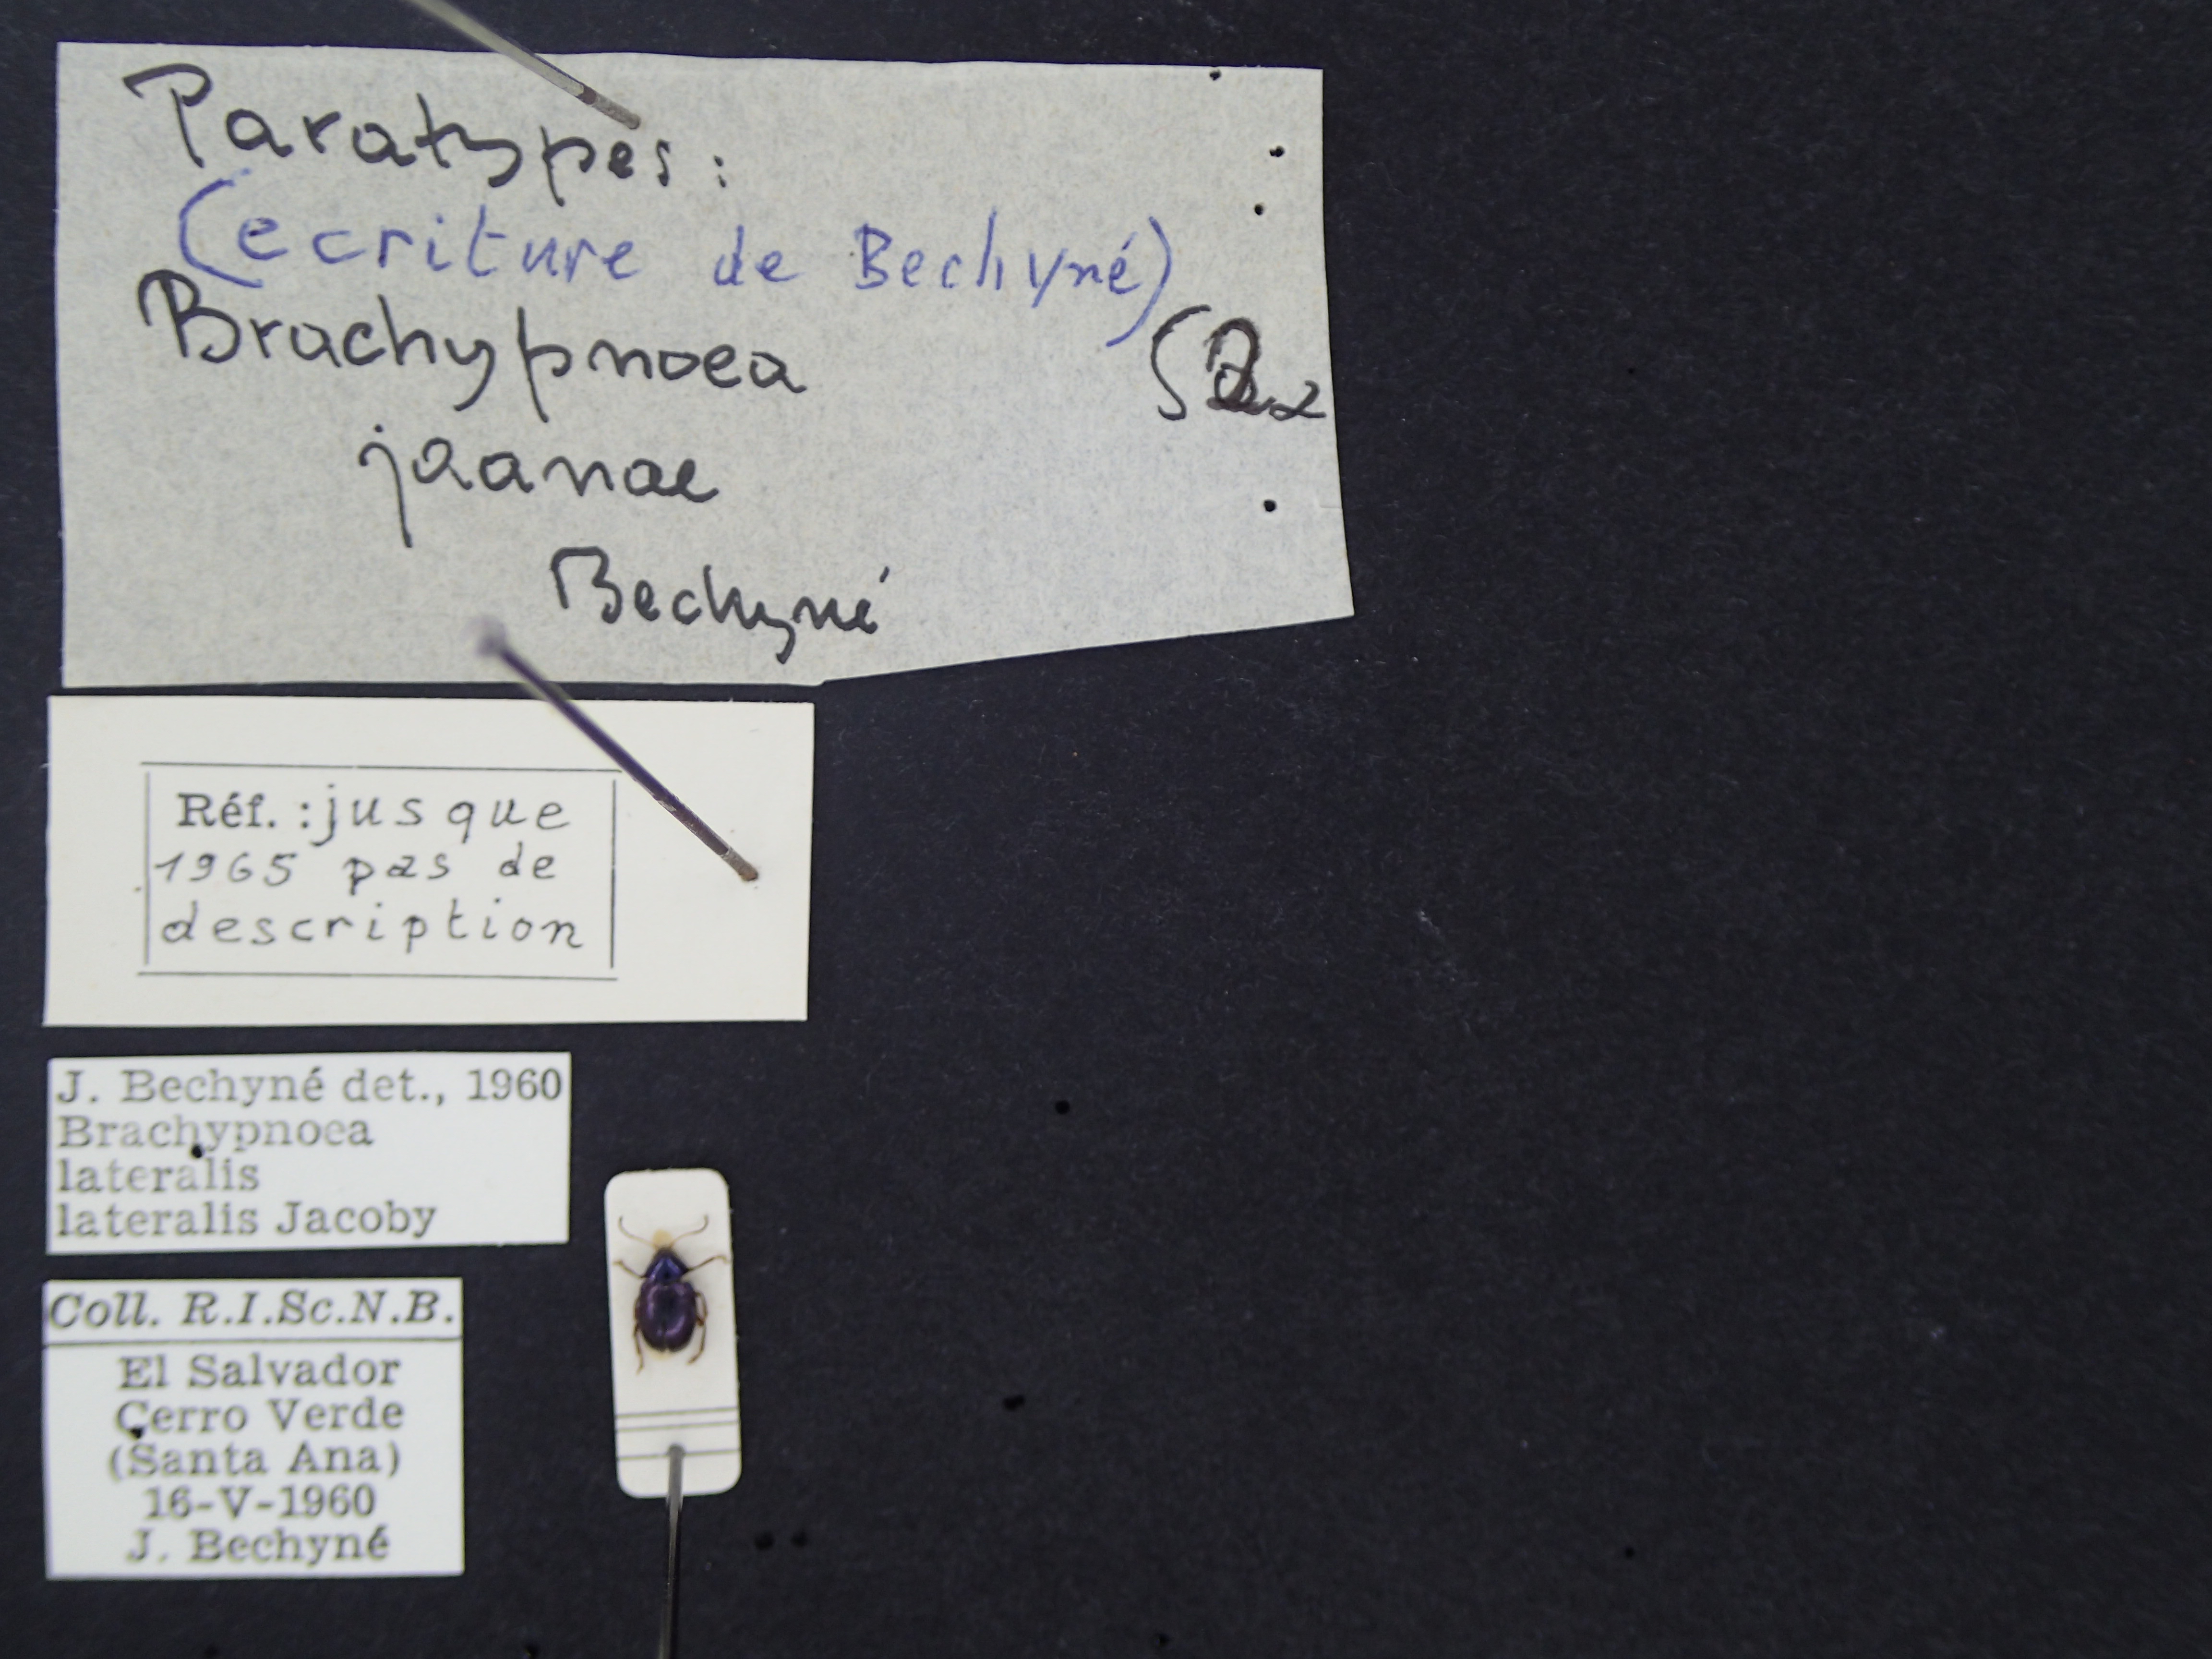 Paratypes :
(ecriture de Bechyné)
Brachypnoea
jaanae
Bechyné
Réf. : jusque
1965 pas de
description
J. Bechyné det., 1960
Brachypnoea
lateralis
lateralis Jacoby
Coll. R.I.Sc.N.B.
El Salvador
Cerro Verde
(Santa Ana)
16-V-1960
J. Bechyné